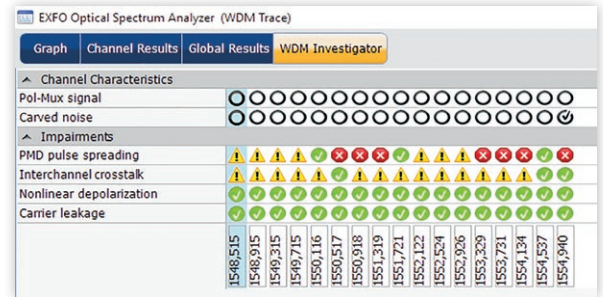 EXFO Optical Spectrum Analyzer (WDM Trace)
Graph Channel Results Global Results WDM Investigator
Channel Characteristics
Pol-Mux signal
Carved noise
Impairments
PMD pulse spreading
Interchannel crosstalk
Nonlinear depolarization
Carrier leakage
1548,515 1548,915 1549,315 1549,715 1550,116 1550,517 1550,918 1551,319 1551,721 1552,122 1552,524 1552,926 1553,329 1553,731 1554,134 1554,537 1554,940